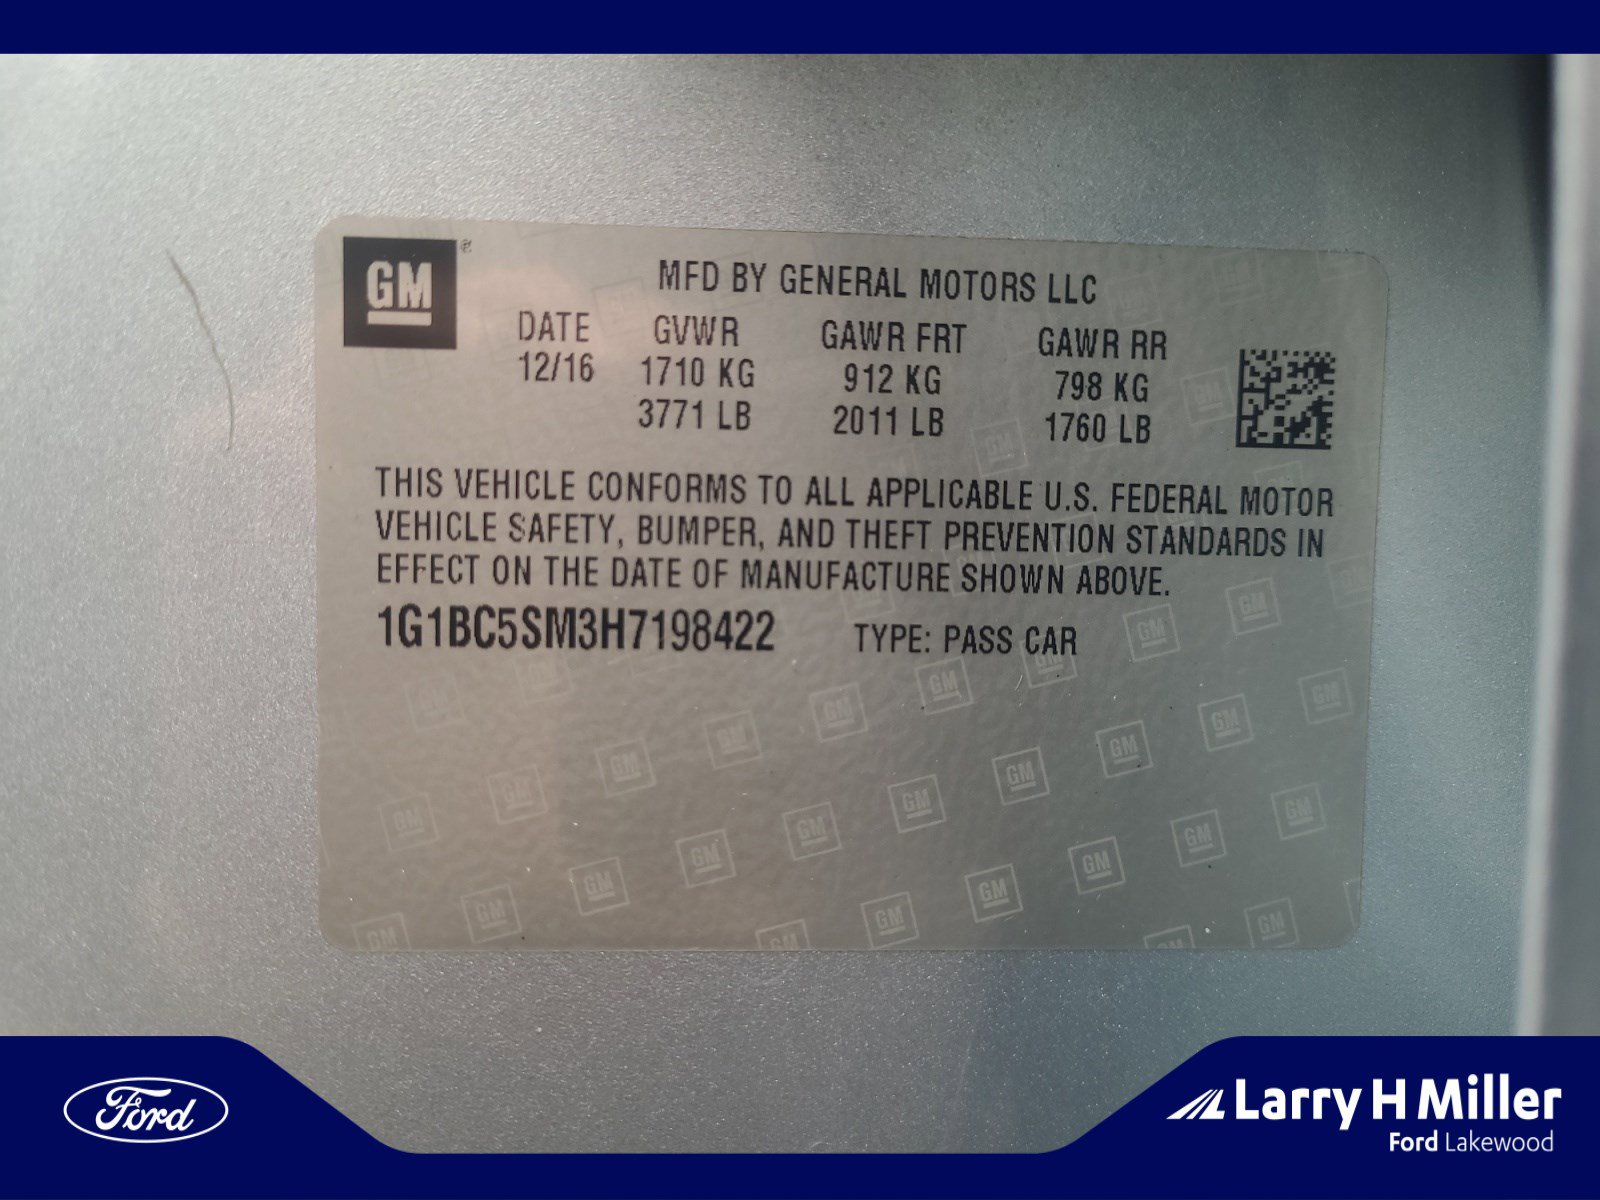 GM
MFD BY GENERAL MOTORS LLC
DATE GVWR GAWR FRT GAWR RR
12/16 1710 KG 912 KG 798 KG
3771 LB 2011 LB 1760 LB
THIS VEHICLE CONFORMS TO ALL APPLICABLE U.S. FEDERAL MOTOR
VEHICLE SAFETY, BUMPER, AND THEFT PREVENTION STANDARDS IN
EFFECT ON THE DATE OF MANUFACTURE SHOWN ABOVE.
1G1BC5SM3H7198422 TYPE: PASS CAR
Ford
Larry H Miller
Ford Lakewood